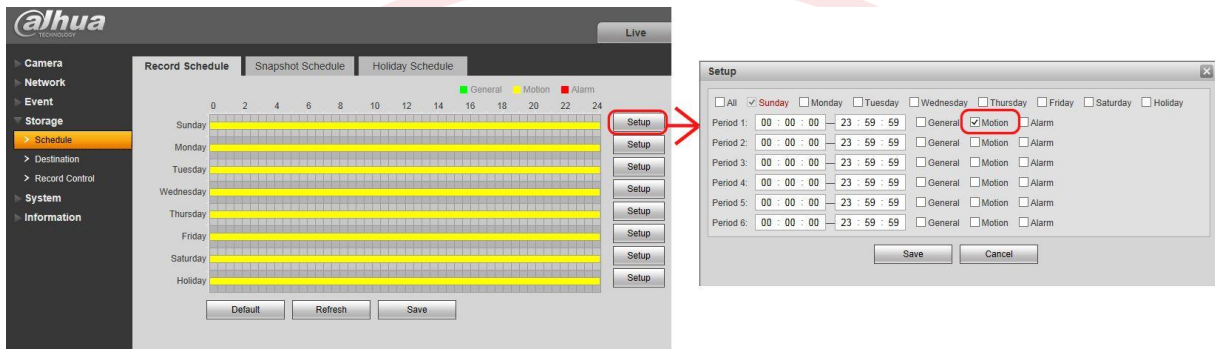 alhua
TECHNOLOGY
Live
Camera
Network
Event
Storage
> Schedule
> Destination
> Record Control
System
Information
Record Schedule Snapshot Schedule Holiday Schedule
General Motion Alarm
0 2 4 6 8 10 12 14 16 18 20 22 24
Sunday Setup
Monday Setup
Tuesday Setup
Wednesday Setup
Thursday Setup
Friday Setup
Saturday Setup
Holiday Setup
Default Refresh Save
Setup
All Sunday Monday Tuesday Wednesday Thursday Friday Saturday Holiday
Period 1: 00 : 00 : 00 — 23 : 59 : 59 General Motion Alarm
Period 2: 00 : 00 : 00 — 23 : 59 : 59 General Motion Alarm
Period 3: 00 : 00 : 00 — 23 : 59 : 59 General Motion Alarm
Period 4: 00 : 00 : 00 — 23 : 59 : 59 General Motion Alarm
Period 5: 00 : 00 : 00 — 23 : 59 : 59 General Motion Alarm
Period 6: 00 : 00 : 00 — 23 : 59 : 59 General Motion Alarm
Save Cancel